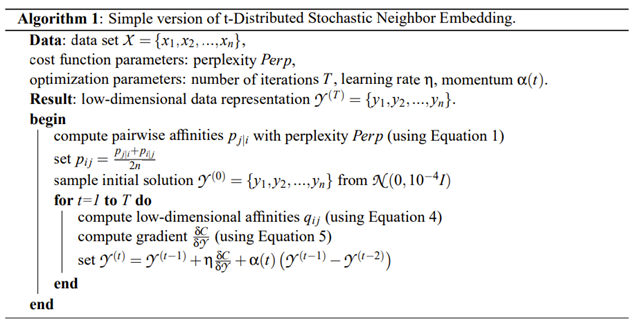 Algorithm 1: Simple version of t-Distributed Stochastic Neighbor Embedding.
Data: data set X = {x₁,x₂,...,xₙ},
cost function parameters: perplexity Perp,
optimization parameters: number of iterations T, learning rate η, momentum α(t).
Result: low-dimensional data representation 𝒴⁽ᵀ⁾ = {y₁,y₂,...,yₙ}.
begin
compute pairwise affinities p_{j|i} with perplexity Perp (using Equation 1)
set p_{ij} = \frac{p_{j|i}+p_{i|j}}{2n}
sample initial solution 𝒴⁽⁰⁾ = {y₁,y₂,...,yₙ} from 𝒩(0,10⁻⁴I)
for t=1 to T do
compute low-dimensional affinities q_{ij} (using Equation 4)
compute gradient \frac{δC}{δ𝒴} (using Equation 5)
set 𝒴⁽ᵗ⁾ = 𝒴⁽ᵗ⁻¹⁾ + η\frac{δC}{δ𝒴} + α(t) (𝒴⁽ᵗ⁻¹⁾ − 𝒴⁽ᵗ⁻²⁾)
end
end